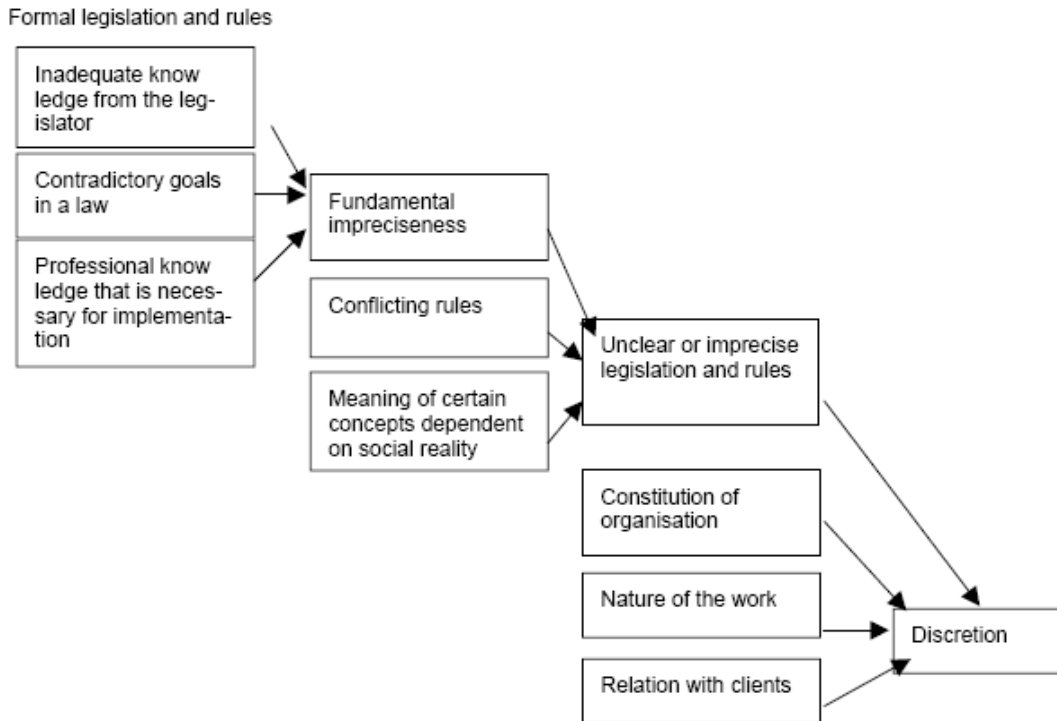 Formal legislation and rules
Inadequate know
ledge from the leg-
islator
Contradictory goals
in a law
Professional know
ledge that is neces-
sary for implementa-
tion
Fundamental
impreciseness
Conflicting rules
Meaning of certain
concepts dependent
on social reality
Unclear or imprecise
legislation and rules
Constitution of
organisation
Nature of the work
Relation with clients
Discretion